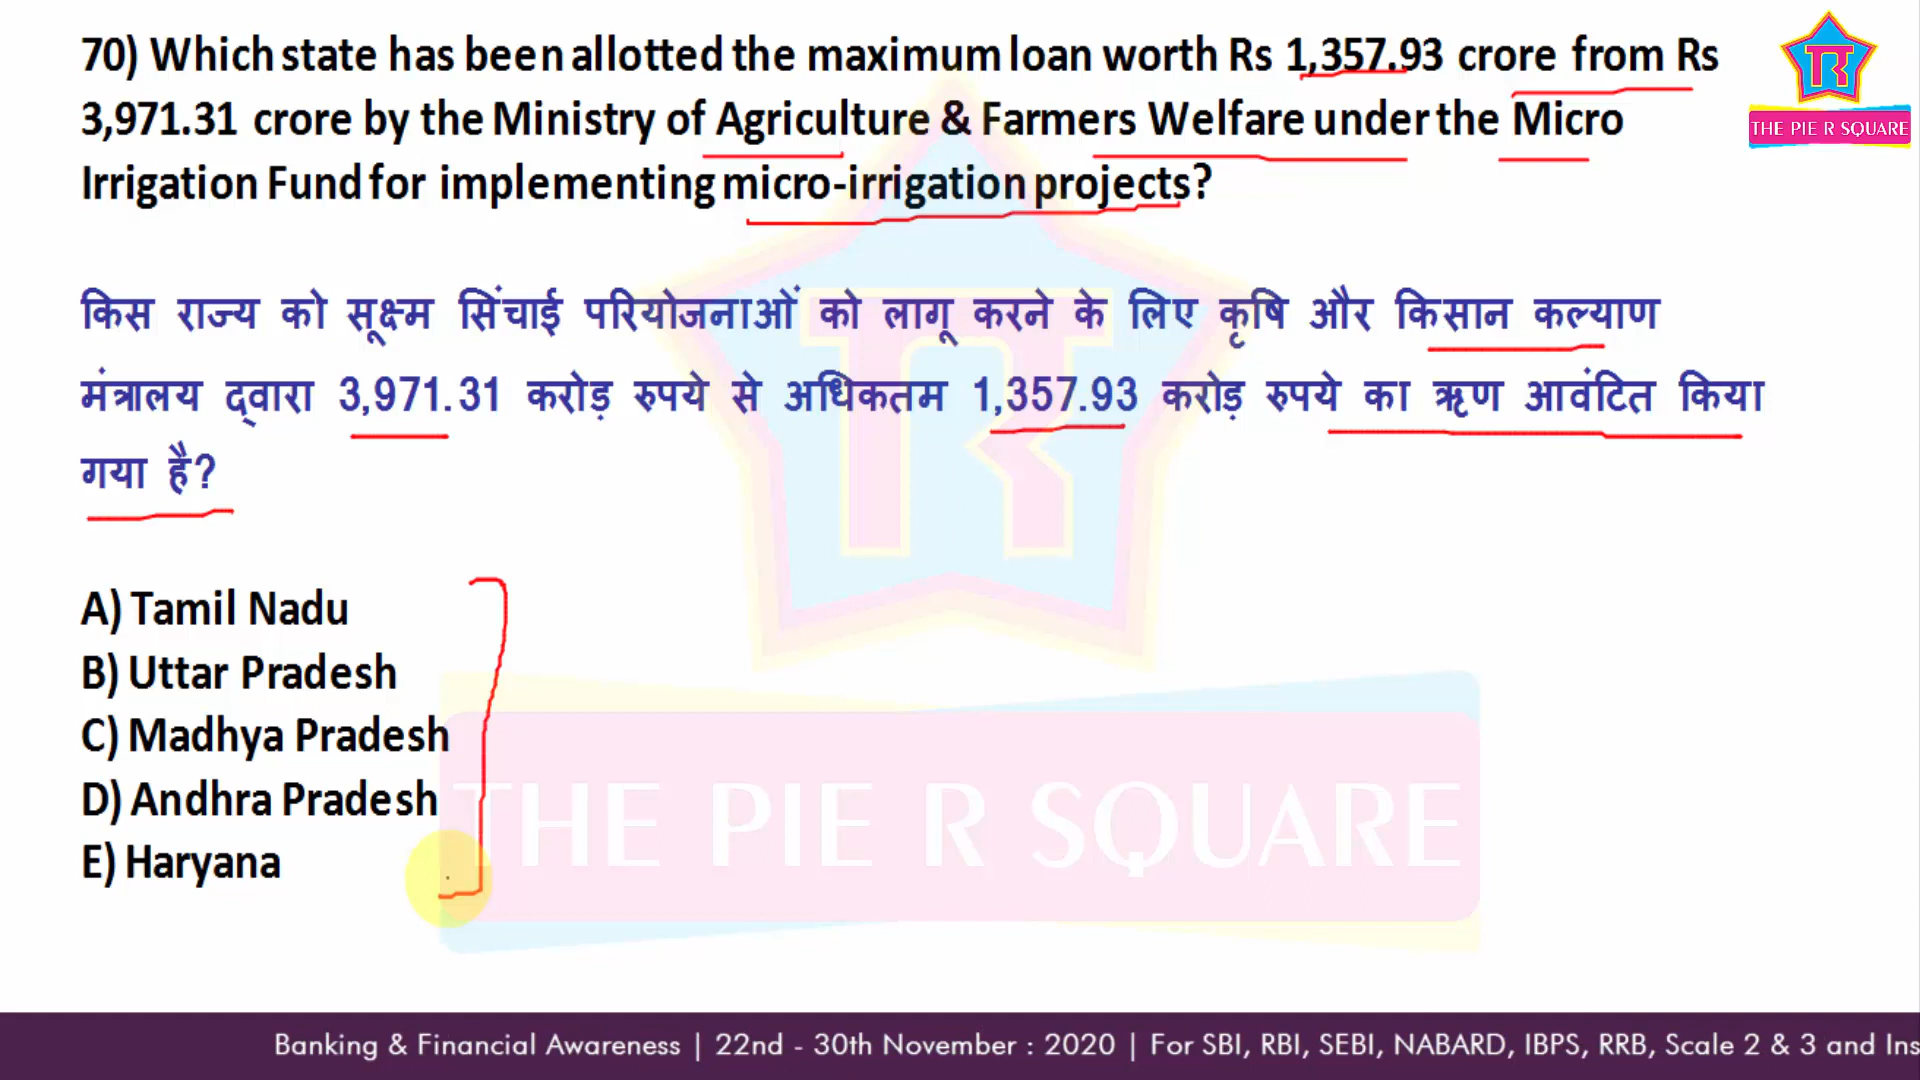 70) Which state has been allotted the maximum loan worth Rs 1,357.93 crore from Rs
3,971.31 crore by the Ministry of Agriculture & Farmers Welfare under the Micro
Irrigation Fund for implementing micro-irrigation projects?
THE PIE R SQUARE
किस राज्य को सूक्ष्म सिंचाई परियोजनाओं को लागू करने के लिए कृषि और किसान कल्याण
मंत्रालय द्वारा 3,971.31 करोड़ रुपये से अधिकतम 1,357.93 करोड़ रुपये का ऋण आवंटित किया
गया है?
A) Tamil Nadu
B) Uttar Pradesh
C) Madhya Pradesh
D) Andhra Pradesh
E) Haryana
THE PIE R SQUARE
Banking & Financial Awareness | 22nd - 30th November : 2020 | For SBI, RBI, SEBI, NABARD, IBPS, RRB, Scale 2 & 3 and Ins